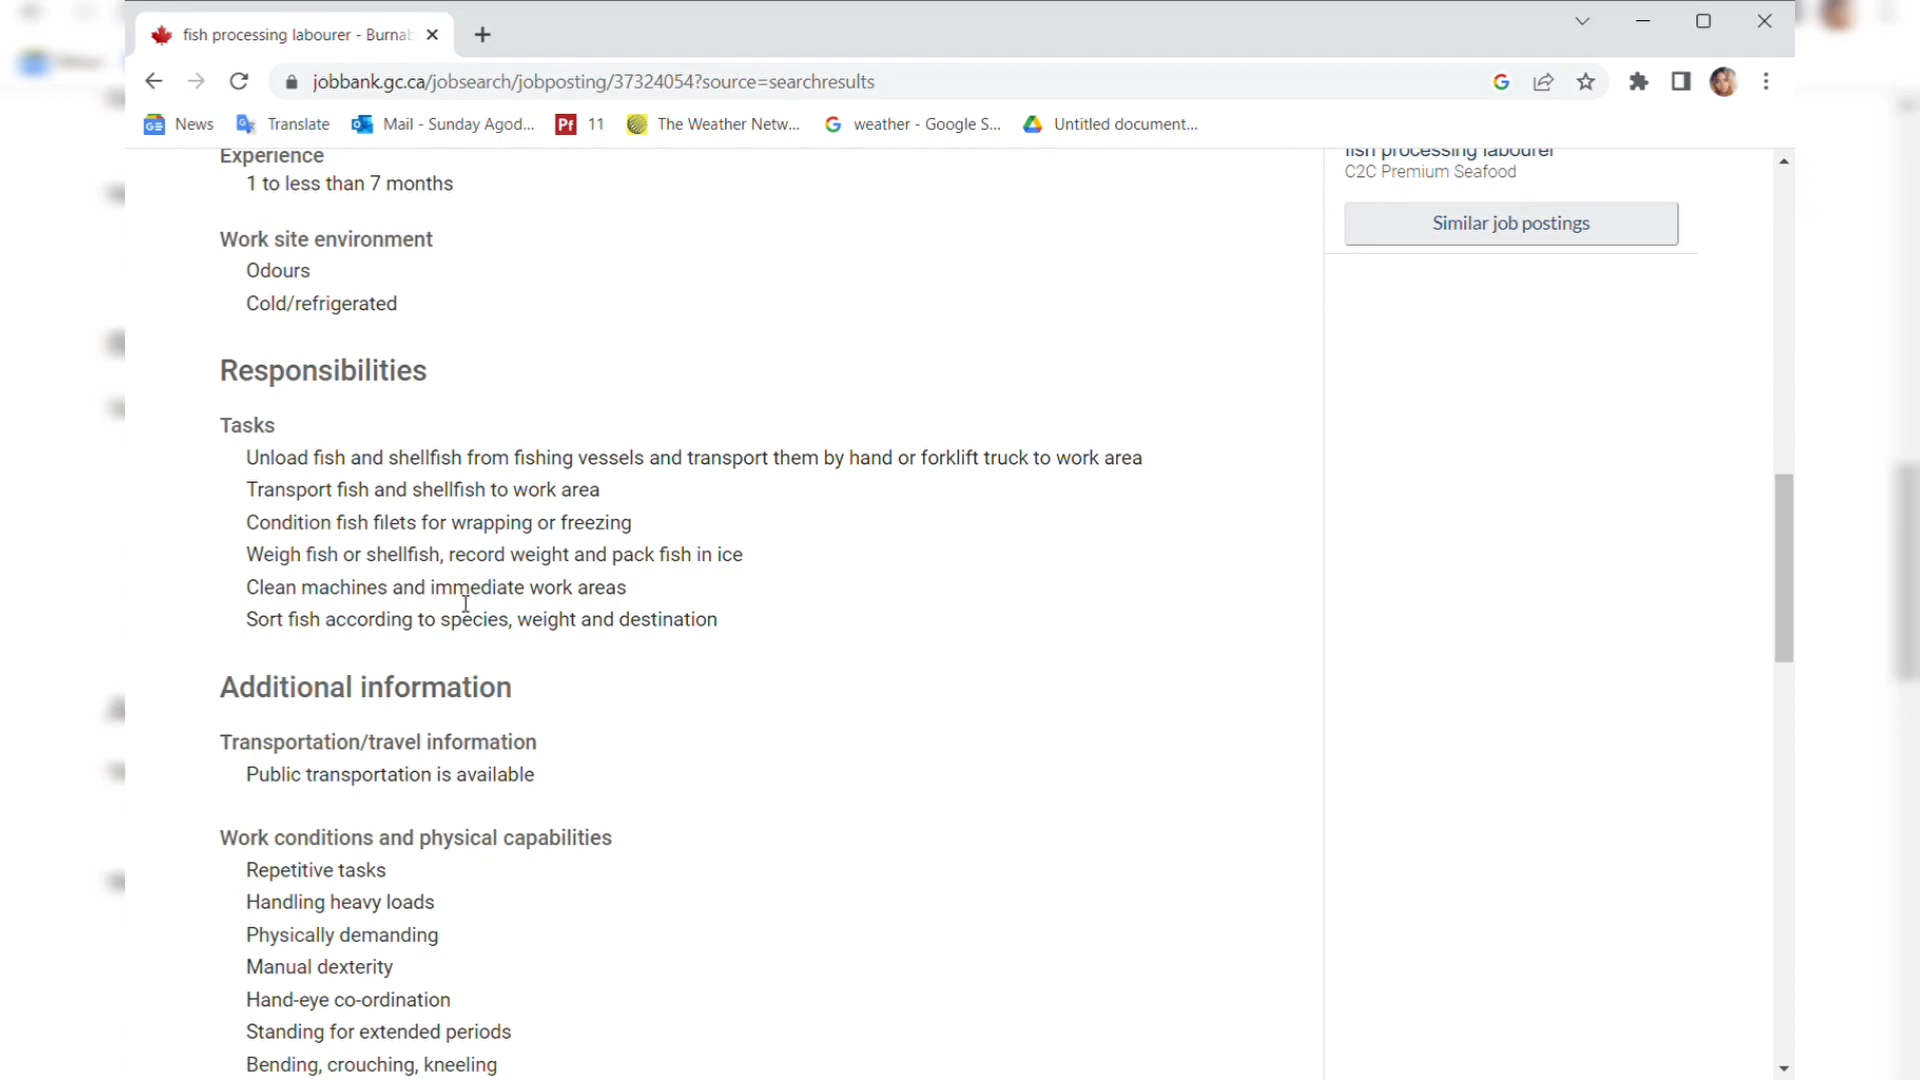 fish processing labourer - Burnab
jobbank.gc.ca/jobsearch/jobposting/37324054?source=searchresults
News
Translate
Mail - Sunday Agod...
Pf 11
The Weather Netw...
weather - Google S...
Untitled document...
Experience
1 to less than 7 months
Work site environment
Odours
Cold/refrigerated
Responsibilities
Tasks
Unload fish and shellfish from fishing vessels and transport them by hand or forklift truck to work area
Transport fish and shellfish to work area
Condition fish filets for wrapping or freezing
Weigh fish or shellfish, record weight and pack fish in ice
Clean machines and immediate work areas
Sort fish according to species, weight and destination
Additional information
Transportation/travel information
Public transportation is available
Work conditions and physical capabilities
Repetitive tasks
Handling heavy loads
Physically demanding
Manual dexterity
Hand-eye co-ordination
Standing for extended periods
Bending, crouching, kneeling
fish processing labourer
C2C Premium Seafood
Similar job postings